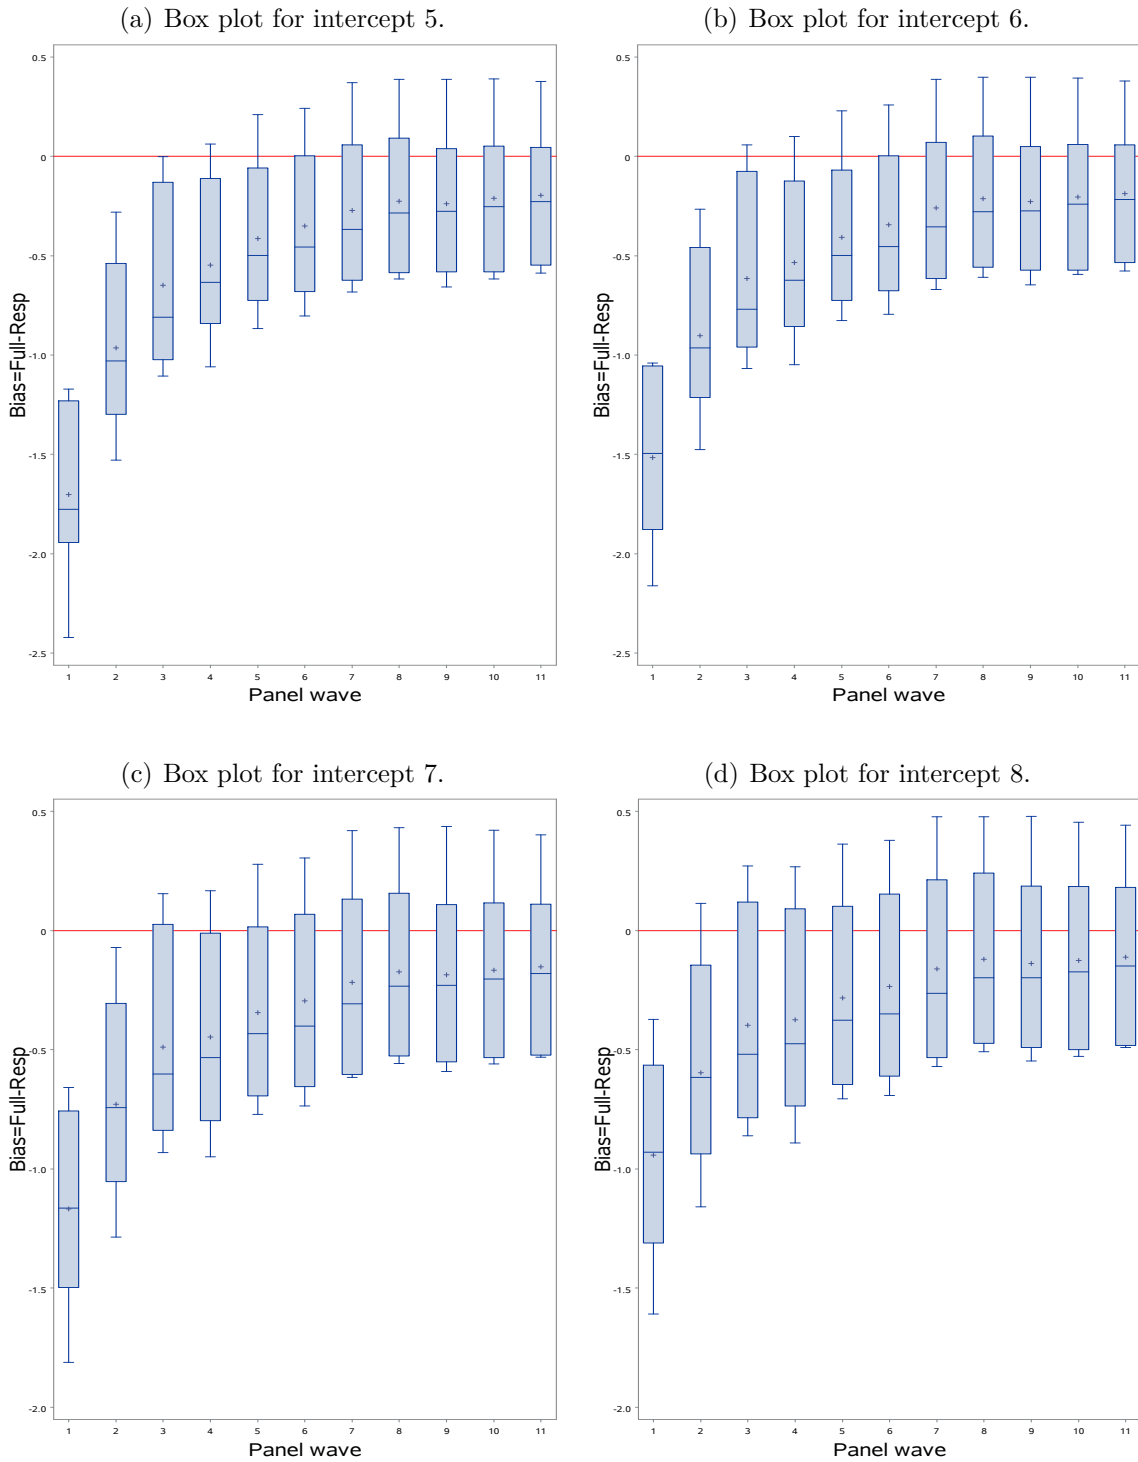 (a) Box plot for intercept 5.
0.5
0
-0.5
-1.0
-1.5
-2.0
-2.5
Bias=Full-Resp
1 2 3 4 5 6 7 8 9 10 11
Panel wave
(b) Box plot for intercept 6.
0.5
0
-0.5
-1.0
-1.5
-2.0
-2.5
Bias=Full-Resp
1 2 3 4 5 6 7 8 9 10 11
Panel wave
(c) Box plot for intercept 7.
0.5
0
-0.5
-1.0
-1.5
-2.0
Bias=Full-Resp
1 2 3 4 5 6 7 8 9 10 11
Panel wave
(d) Box plot for intercept 8.
0.5
0
-0.5
-1.0
-1.5
-2.0
Bias=Full-Resp
1 2 3 4 5 6 7 8 9 10 11
Panel wave